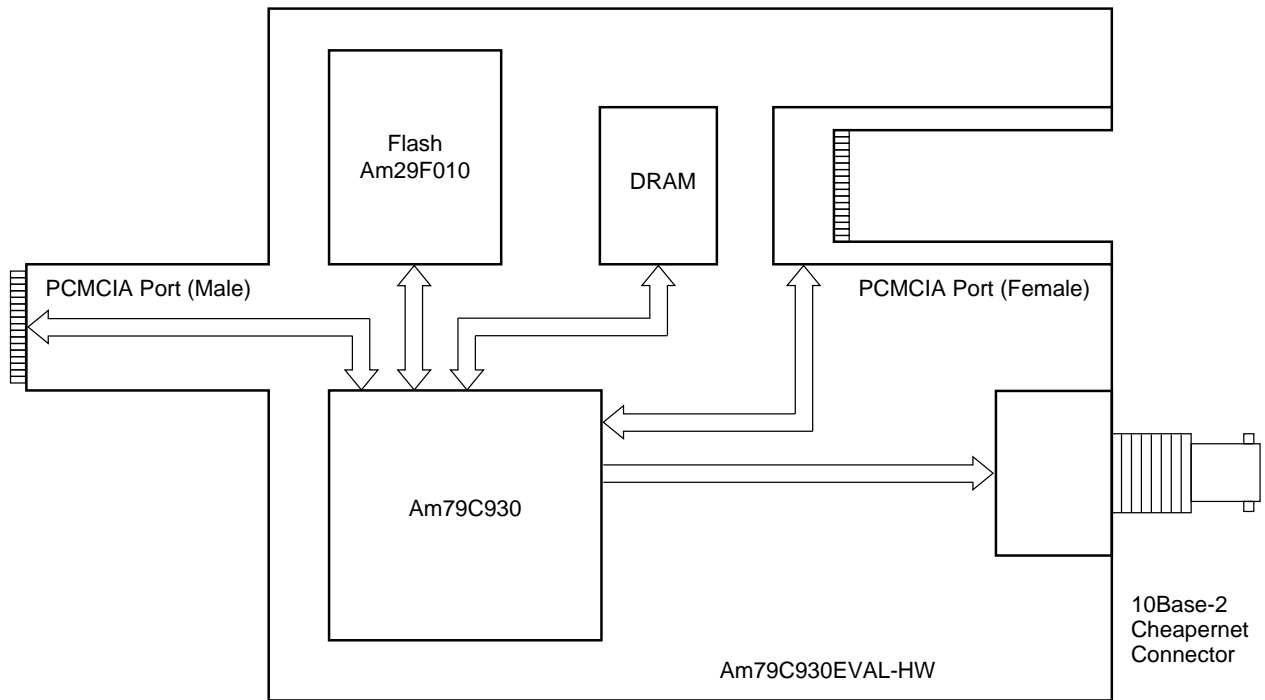 Flash
Am29F010
DRAM
PCMCIA Port (Male)
PCMCIA Port (Female)
Am79C930
10Base-2
Cheapernet
Connector
Am79C930EVAL-HW